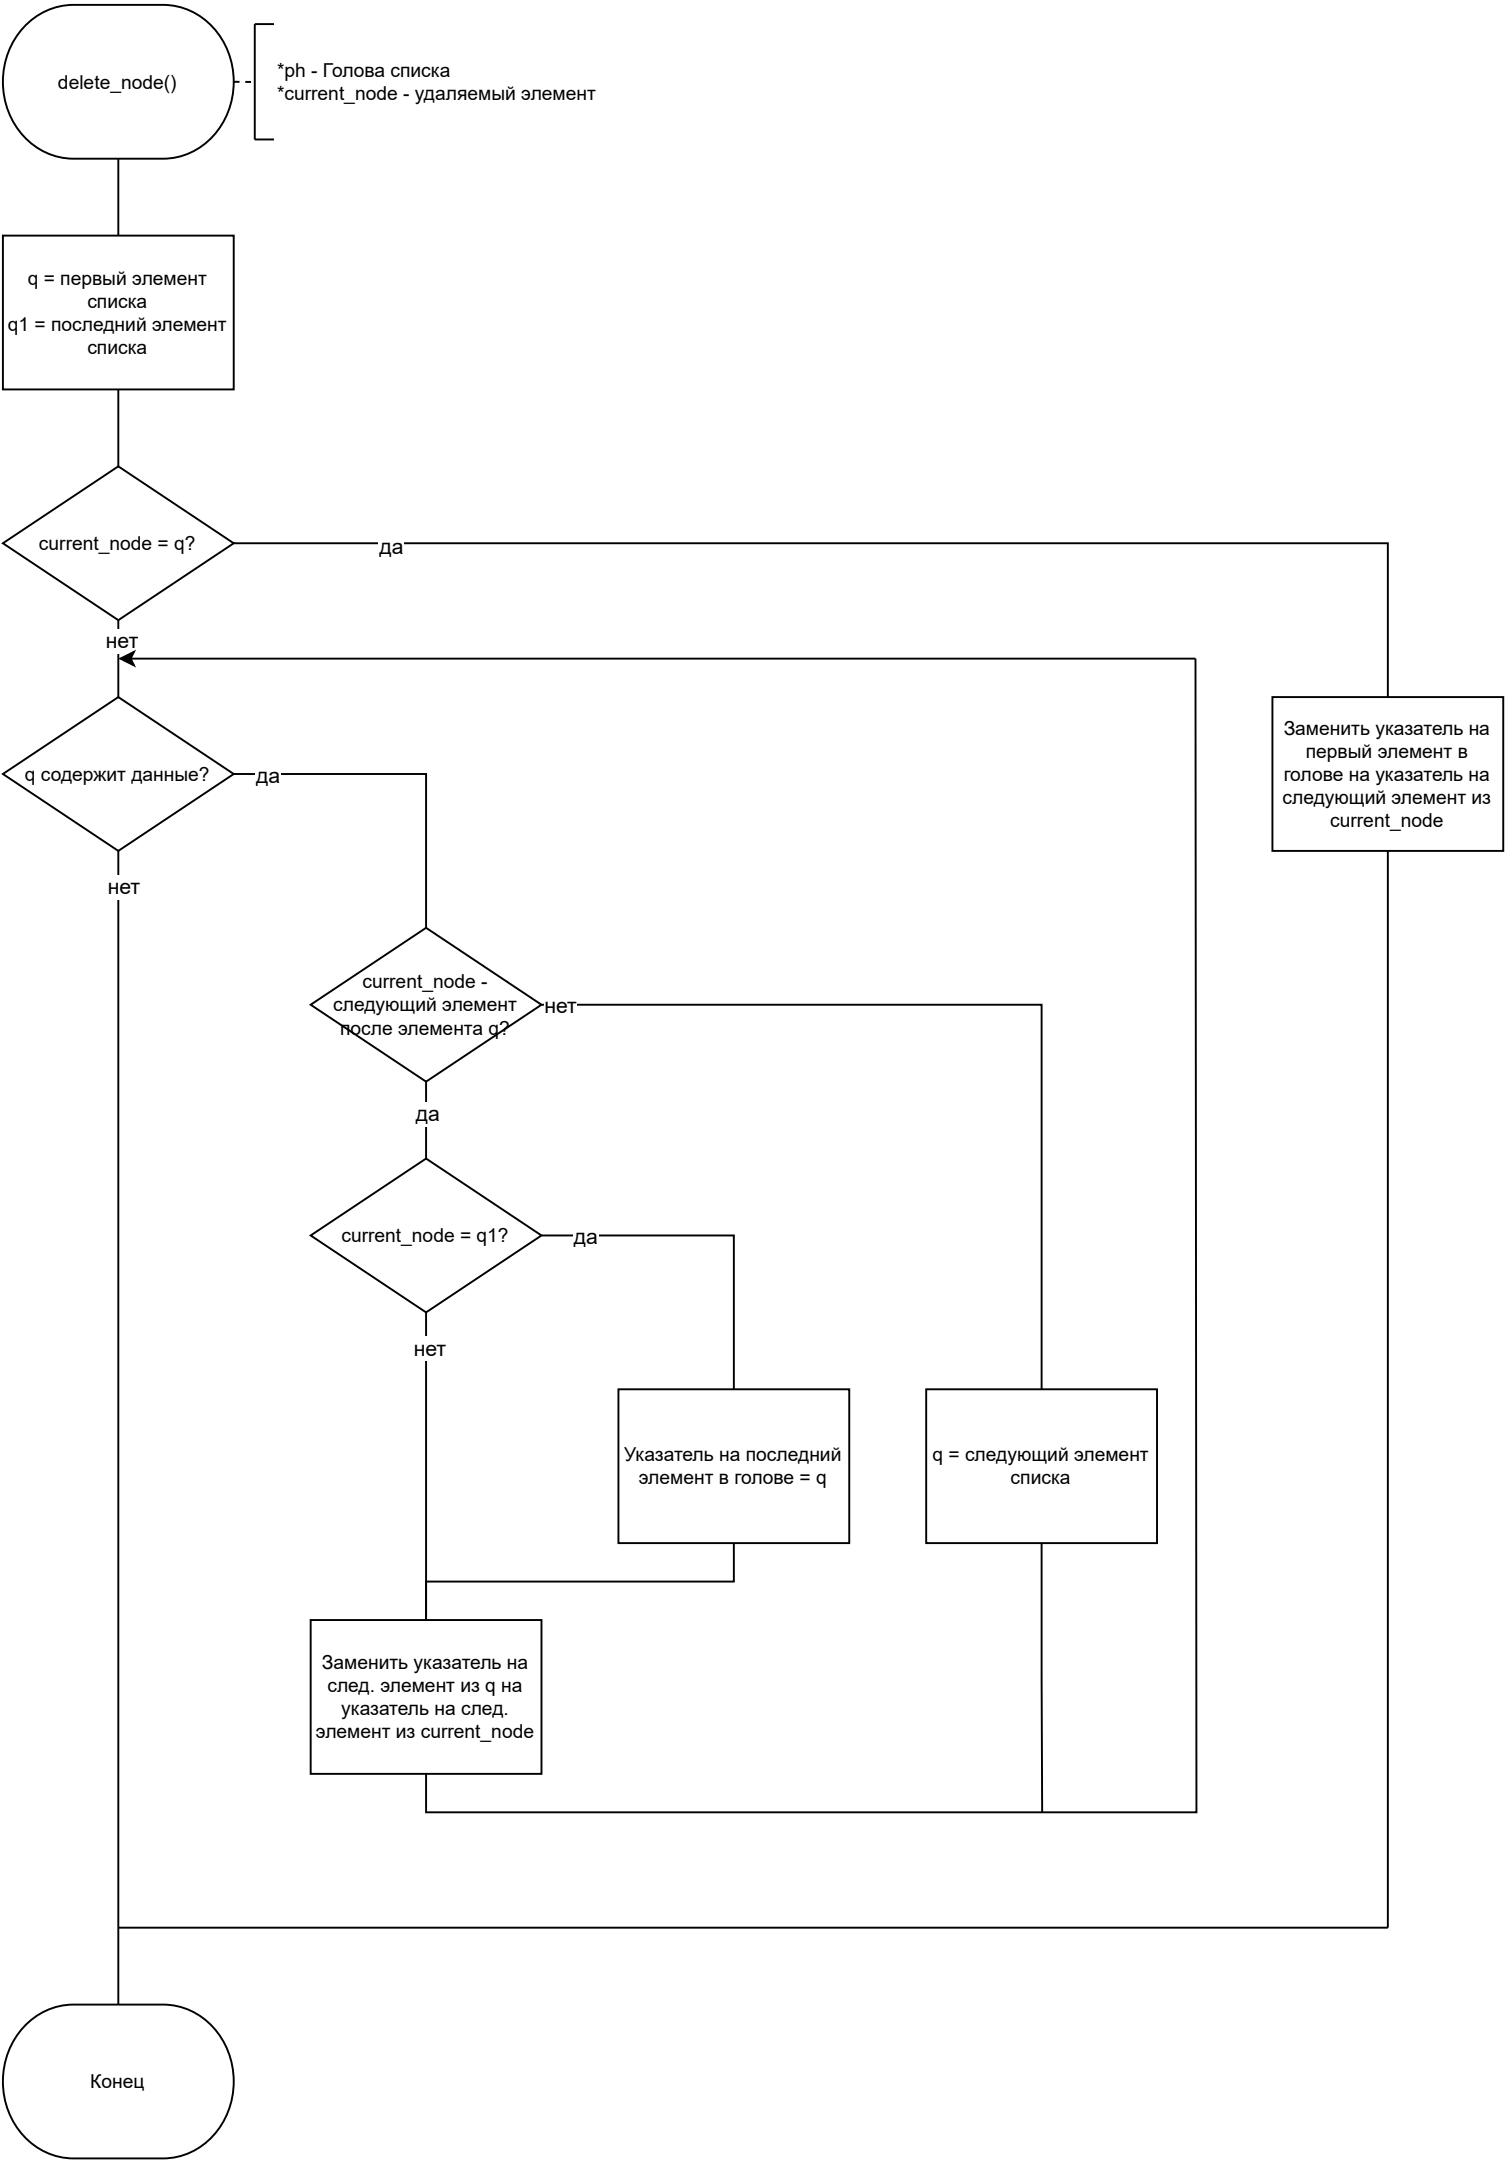 delete_node()
*ph - Голова списка
*current_node - удаляемый элемент
q = первый элемент
списка
q1 = последний элемент
списка
current_node = q?
да
нет
q содержит данные?
да
Заменить указатель на
первый элемент в
голове на указатель на
следующий элемент из
current_node
нет
current_node -
следующий элемент
после элемента q?
нет
да
current_node = q1?
да
нет
Указатель на последний
элемент в голове = q
q = следующий элемент
списка
Заменить указатель на
след. элемент из q на
указатель на след.
элемент из current_node
Конец